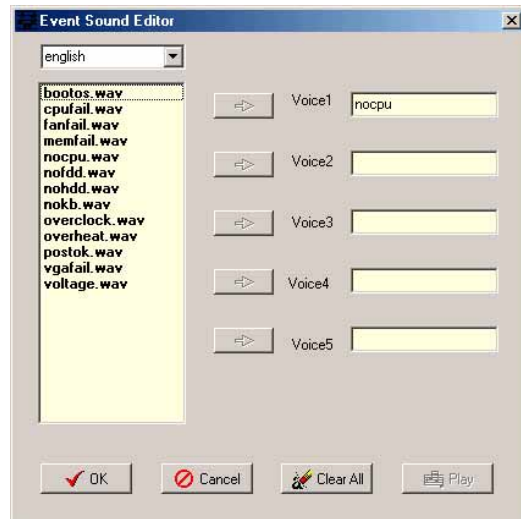 Event Sound Editor
english
bootos.wav
cpufail.wav
fanfail.wav
memfail.wav
nocpu.wav
nofdd.wav
nohdd.wav
nokb.wav
overclock.wav
overheat.wav
postok.wav
vgafail.wav
voltage.wav
Voice1 nocpu
Voice2
Voice3
Voice4
Voice5
OK Cancel Clear All Play